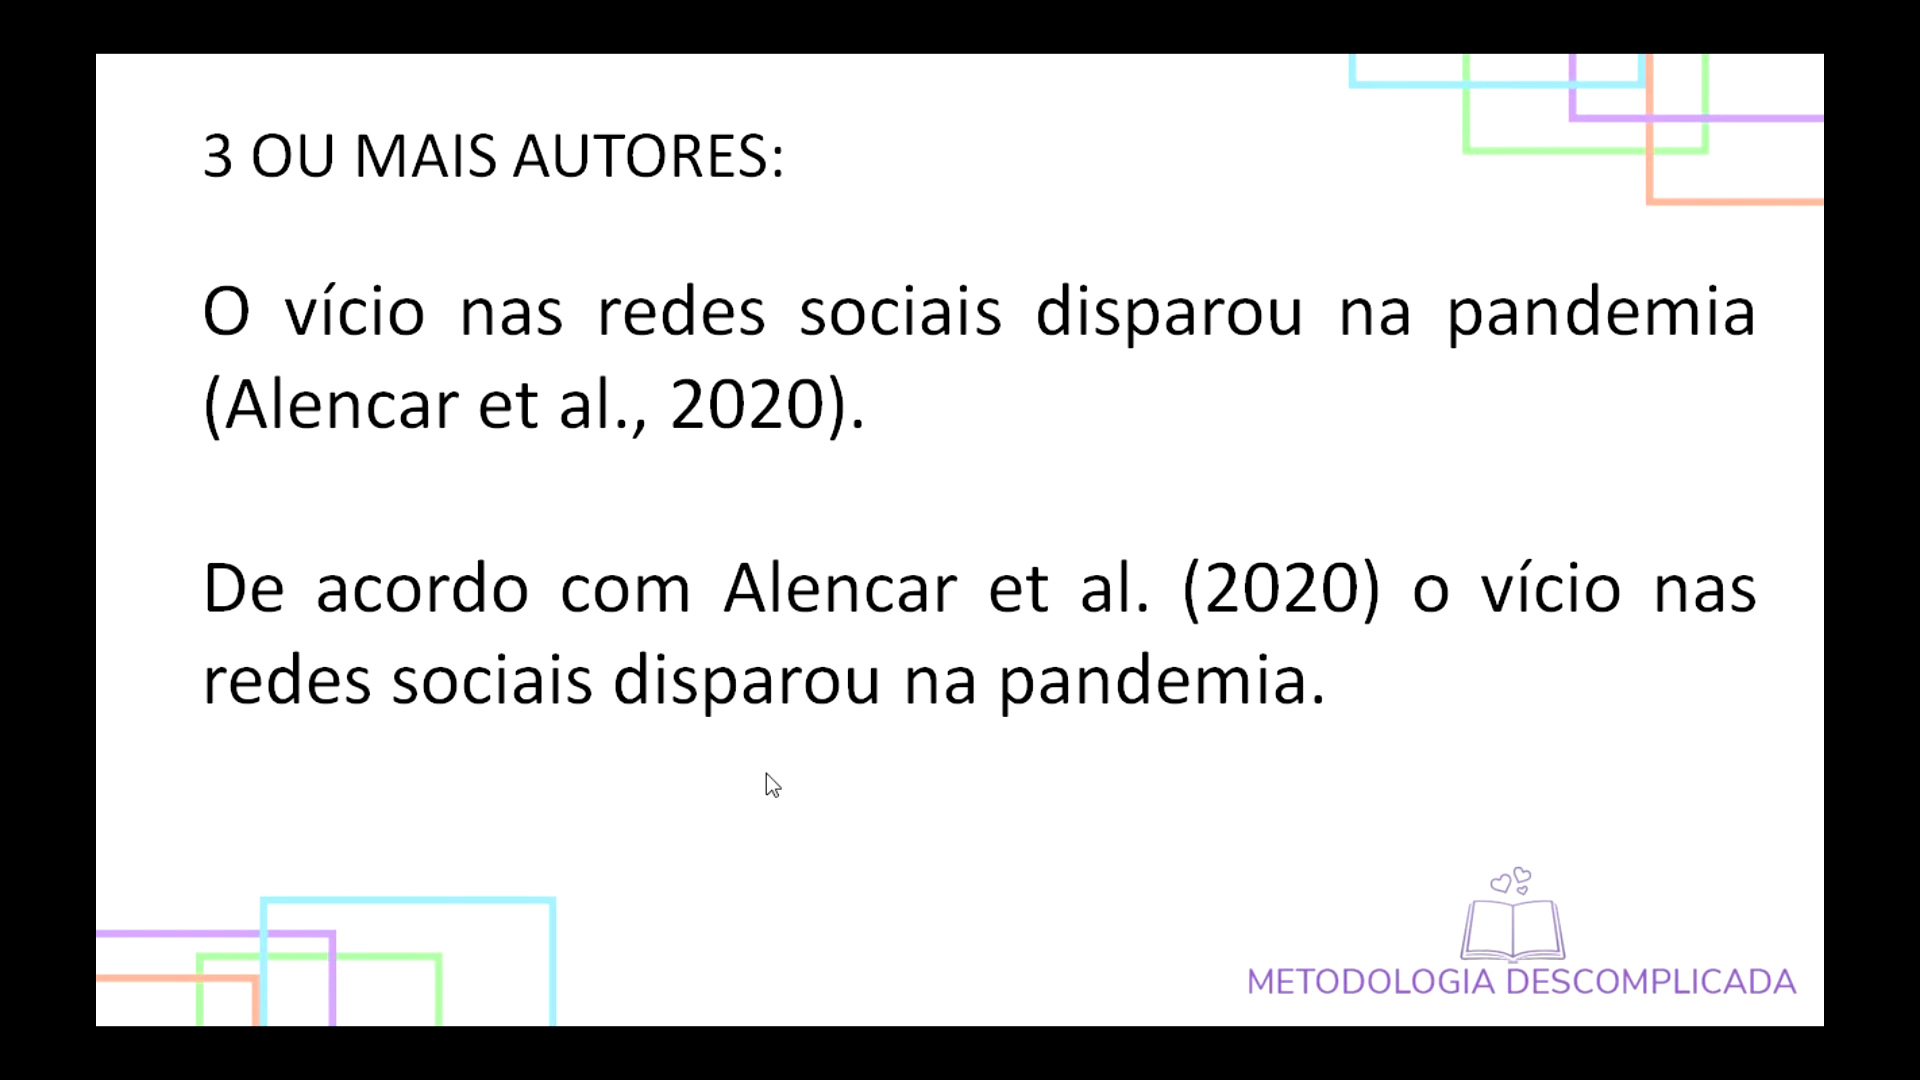 3 OU MAIS AUTORES:
O vício nas redes sociais disparou na pandemia
(Alencar et al., 2020).
De acordo com Alencar et al. (2020) o vício nas
redes sociais disparou na pandemia.
METODOLOGIA DESCOMPLICADA